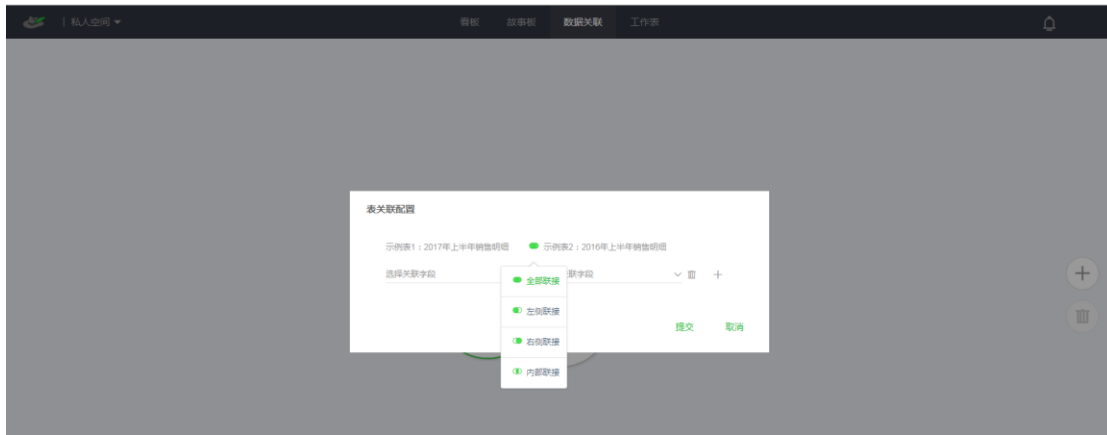 | 私人空间
看板 故事板 数据关联 工作表
表关联配置
示例表1：2017年上半年销售明细 示例表2：2016年上半年销售明细
选择关联字段 联字段
全部联接
左侧联接
右侧联接
内部联接
提交 取消